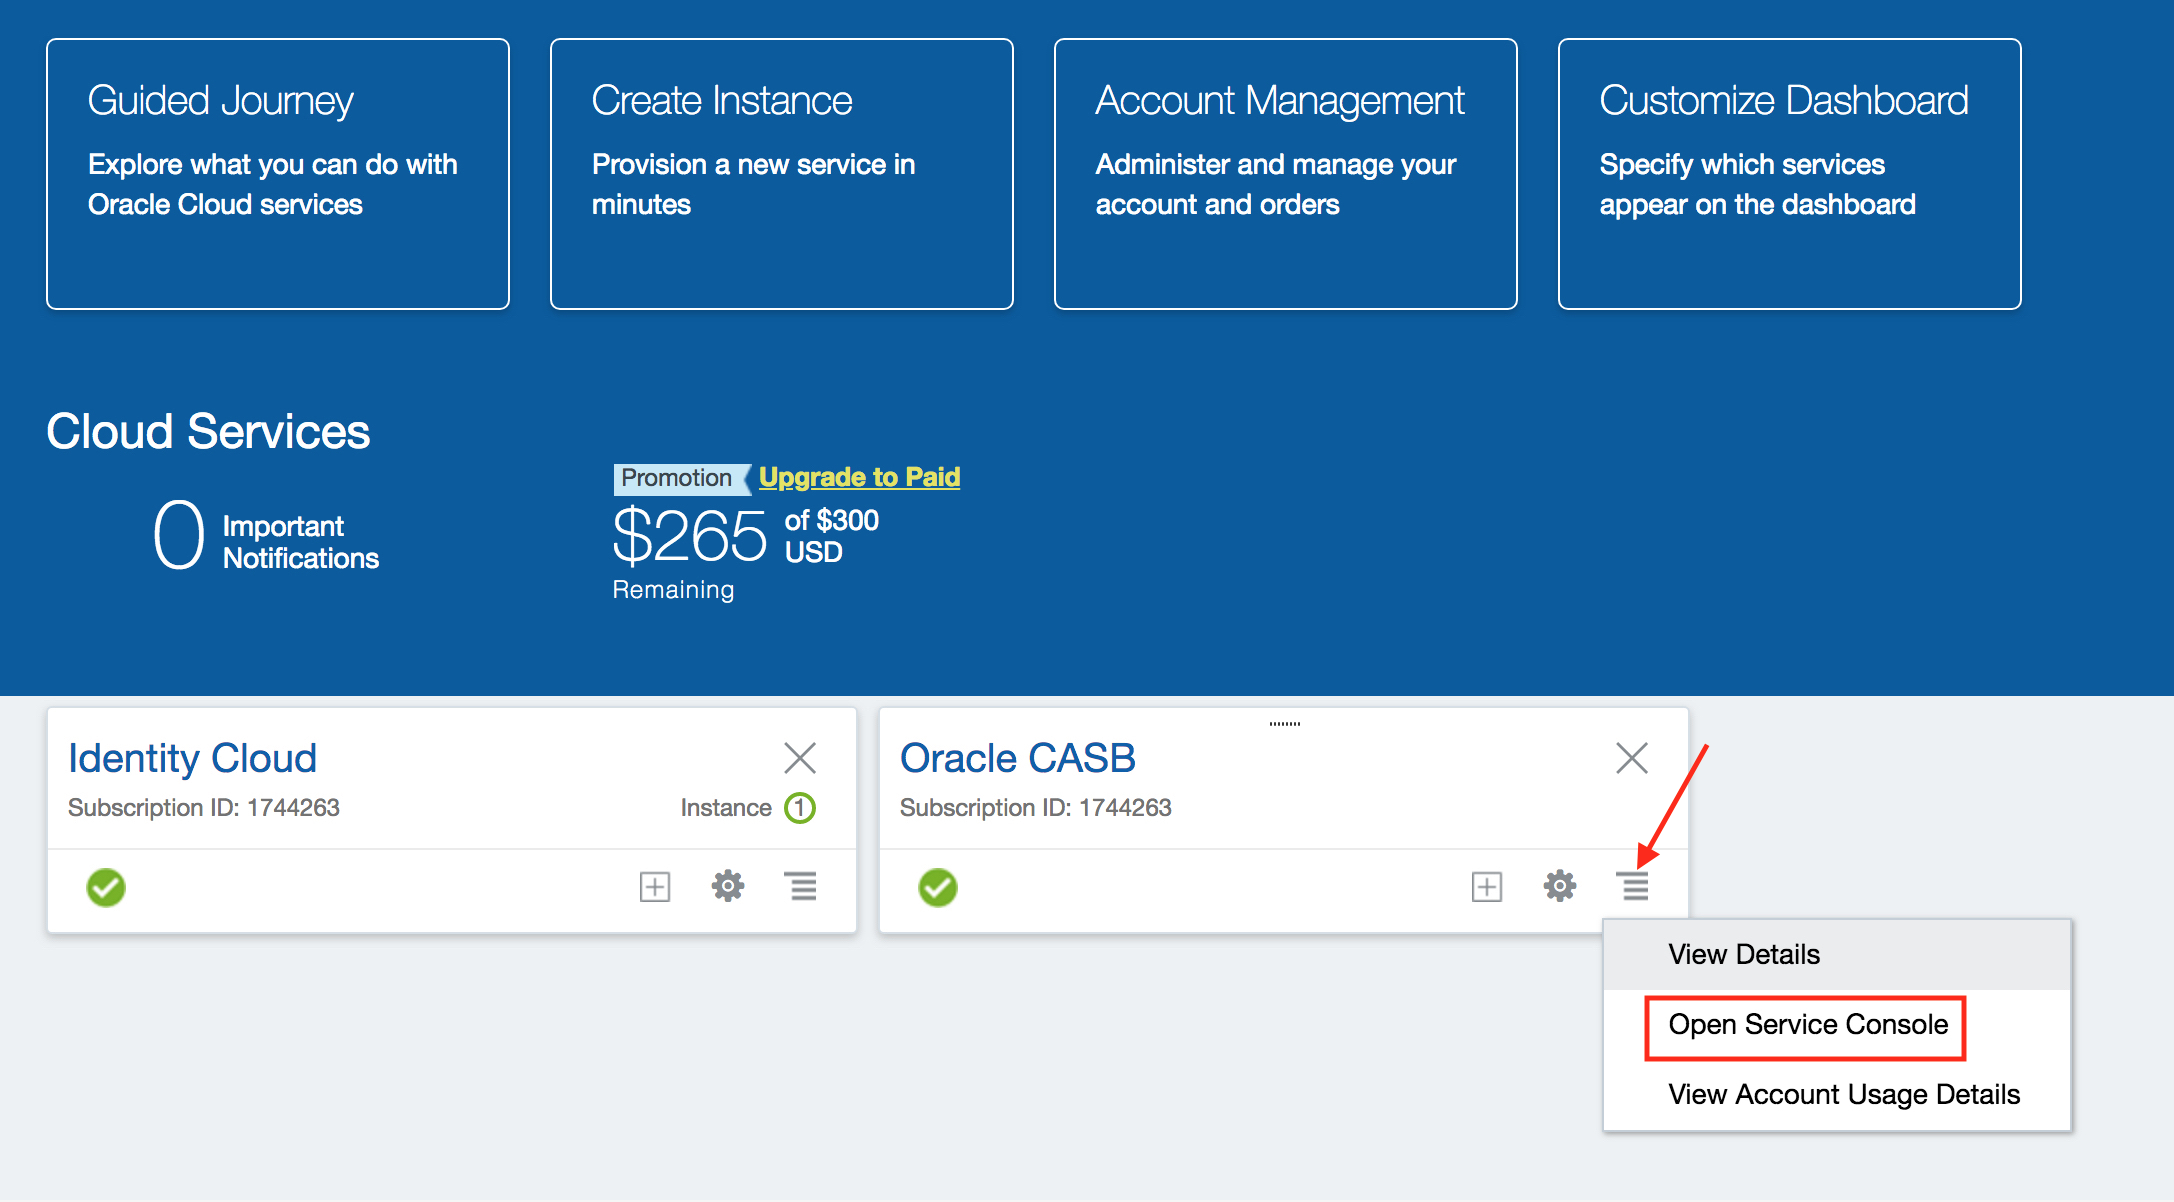 Guided Journey
Explore what you can do with
Oracle Cloud services
Create Instance
Provision a new service in
minutes
Account Management
Administer and manage your
account and orders
Customize Dashboard
Specify which services
appear on the dashboard
Cloud Services
0 Important
Notifications
Promotion Upgrade to Paid
$265 of $300
USD
Remaining
Identity Cloud
Subscription ID: 1744263 Instance 1
Oracle CASB
Subscription ID: 1744263
View Details
Open Service Console
View Account Usage Details